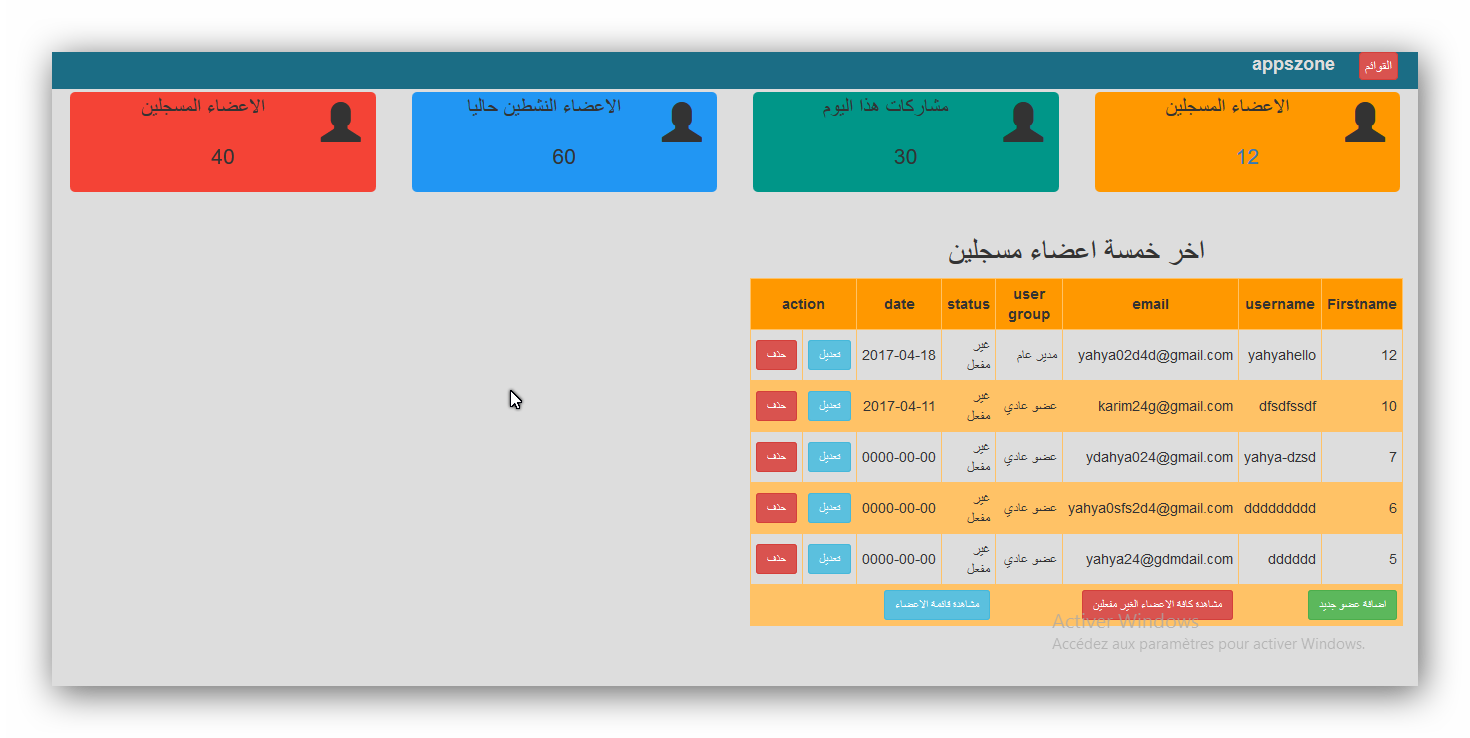 القوائم appszone
الاعضاء المسجلين
12
مشاركات هذا اليوم
30
الاعضاء النشطين حاليا
60
الاعضاء المسجلين
40
اخر خمسة اعضاء مسجلين
Firstname username email user group status date action
12 yahyahello yahya02d4d@gmail.com مدير عام غير مفعل 2017-04-18 تعديل حذف
10 dfsdfssdf karim24g@gmail.com عضو عادي غير مفعل 2017-04-11 تعديل حذف
7 yahya-dzsd ydahya024@gmail.com عضو عادي غير مفعل 0000-00-00 تعديل حذف
6 ddddddddd yahya0sfs2d4@gmail.com عضو عادي غير مفعل 0000-00-00 تعديل حذف
5 dddddd yahya24@gdmdail.com عضو عادي غير مفعل 0000-00-00 تعديل حذف
اضافة عضو جديد مشاهدة كافة الاعضاء الغير مفعلين مشاهدة قائمة الاعضاء
Activer Windows
Accédez aux paramètres pour activer Windows.